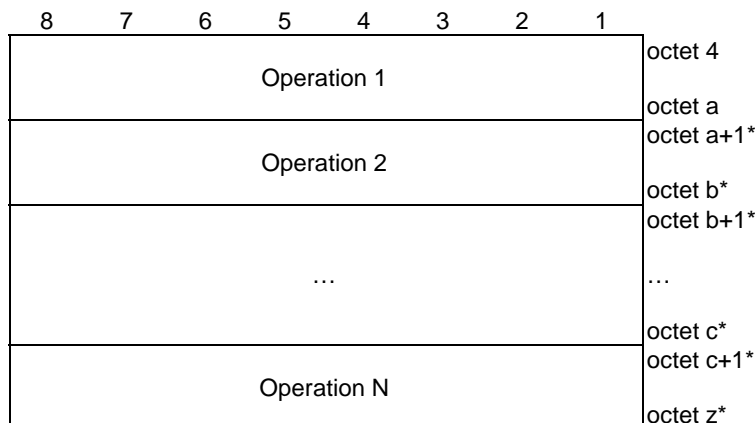 8 7 6 5 4 3 2 1
octet 4
Operation 1
octet a
octet a+1*
Operation 2
octet b*
octet b+1*
… …
octet c*
octet c+1*
Operation N
octet z*